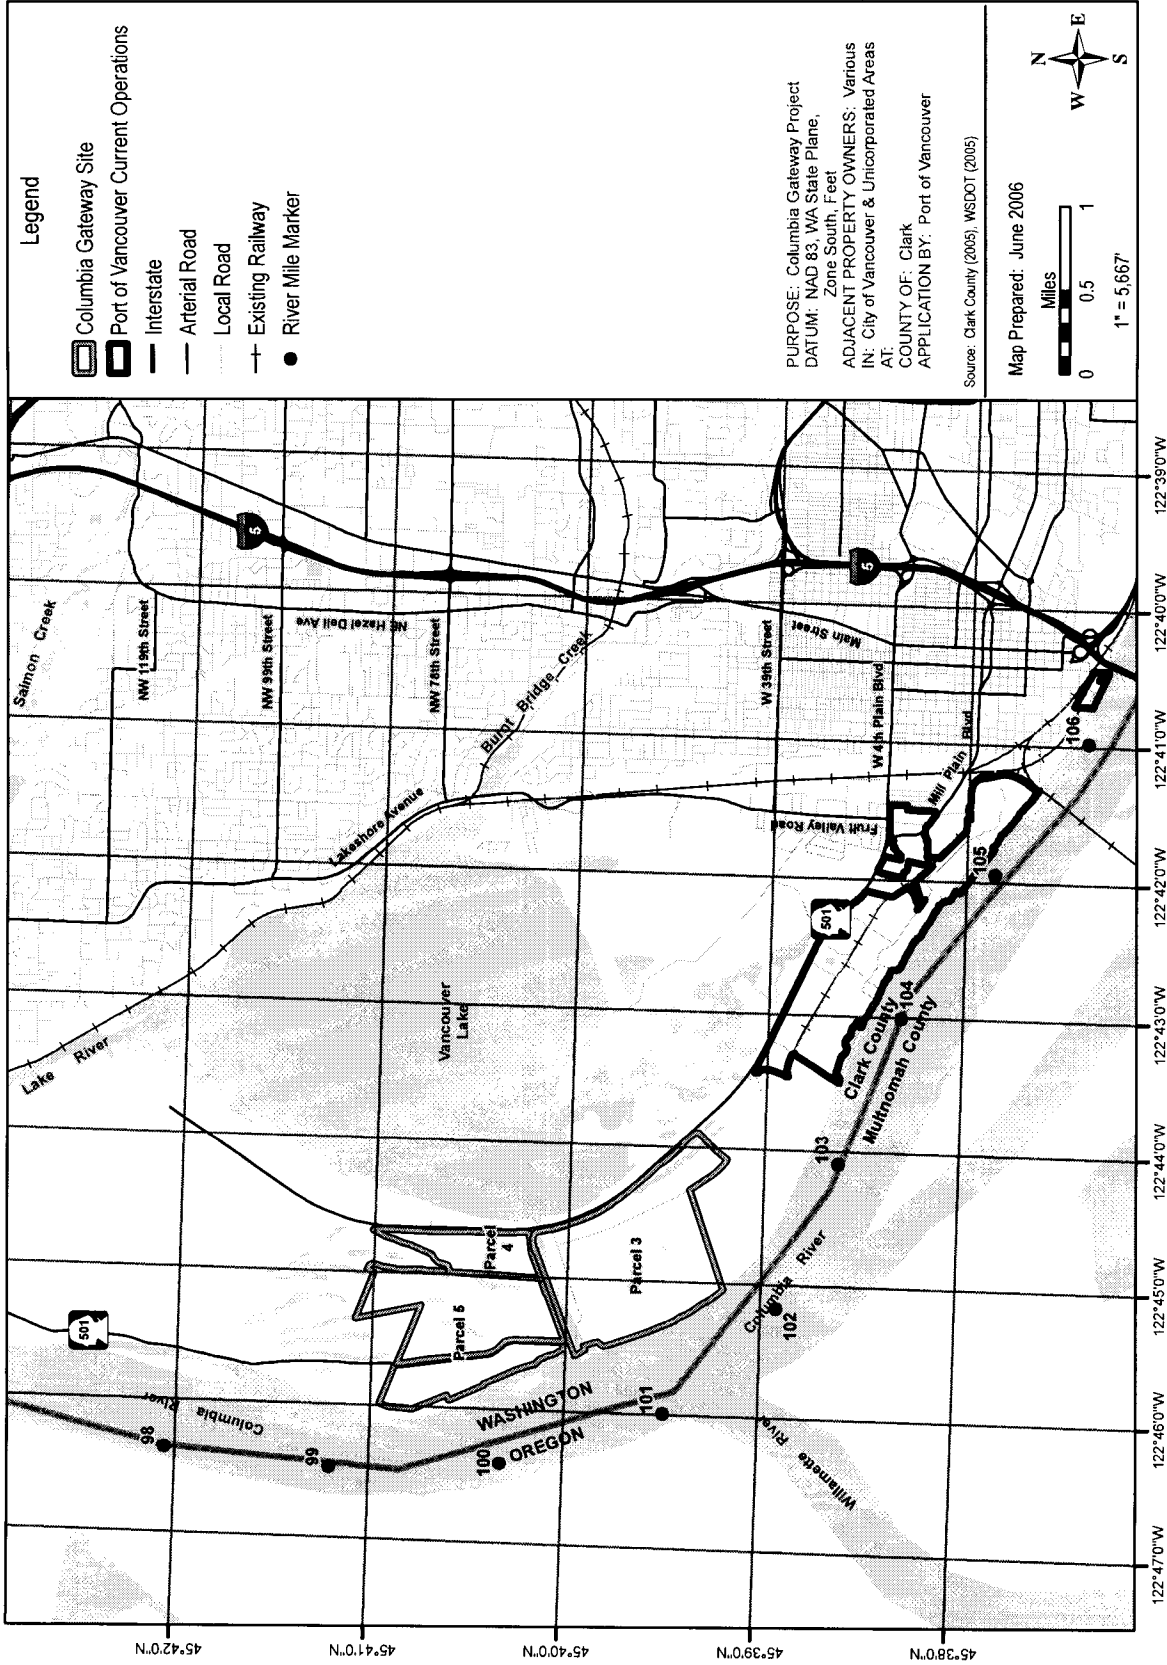 Legend
Columbia Gateway Site
Port of Vancouver Current Operations
Interstate
Arterial Road
Local Road
Existing Railway
River Mile Marker
PURPOSE: Columbia Gateway Project
DATUM: NAD 83, WA State Plane,
Zone South, Feet
ADJACENT PROPERTY OWNERS: Various
IN: City of Vancouver & Unicorporated Areas
AT:
COUNTY OF: Clark
APPLICATION BY: Port of Vancouver
Source: Clark County (2005), WSDOT (2005)
Map Prepared: June 2006
Miles
0 0.5 1
1" = 5,667'
N
W E
S
Salmon Creek
NW 119th Street
NW 99th Street
NE Hazel Dell Ave
NW 78th Street
Burnt Bridge Creek
Lakeshore Avenue
5
5
W 39th Street
Main Street
W 4th Plain Blvd
Mill Plain Blvd
Fruit Valley Road
106
105
501
Lake River
Vancouver
Lake
Clark County
104
Multnomah County
103
Parcel
4
Parcel 3
Parcel 5
501
Columbia River
102
Columbia River
98
99
100
101
WASHINGTON
OREGON
Willamette River
122°39'0"W
122°40'0"W
122°41'0"W
122°42'0"W
122°43'0"W
122°44'0"W
122°45'0"W
122°46'0"W
122°47'0"W
45°42'0"N
45°41'0"N
45°40'0"N
45°39'0"N
45°38'0"N